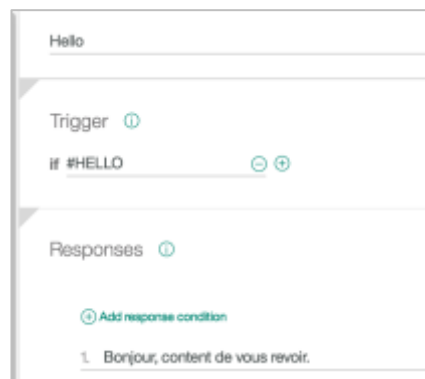 Hello
Trigger
if #HELLO
Responses
Add response condition
1. Bonjour, content de vous revoir.